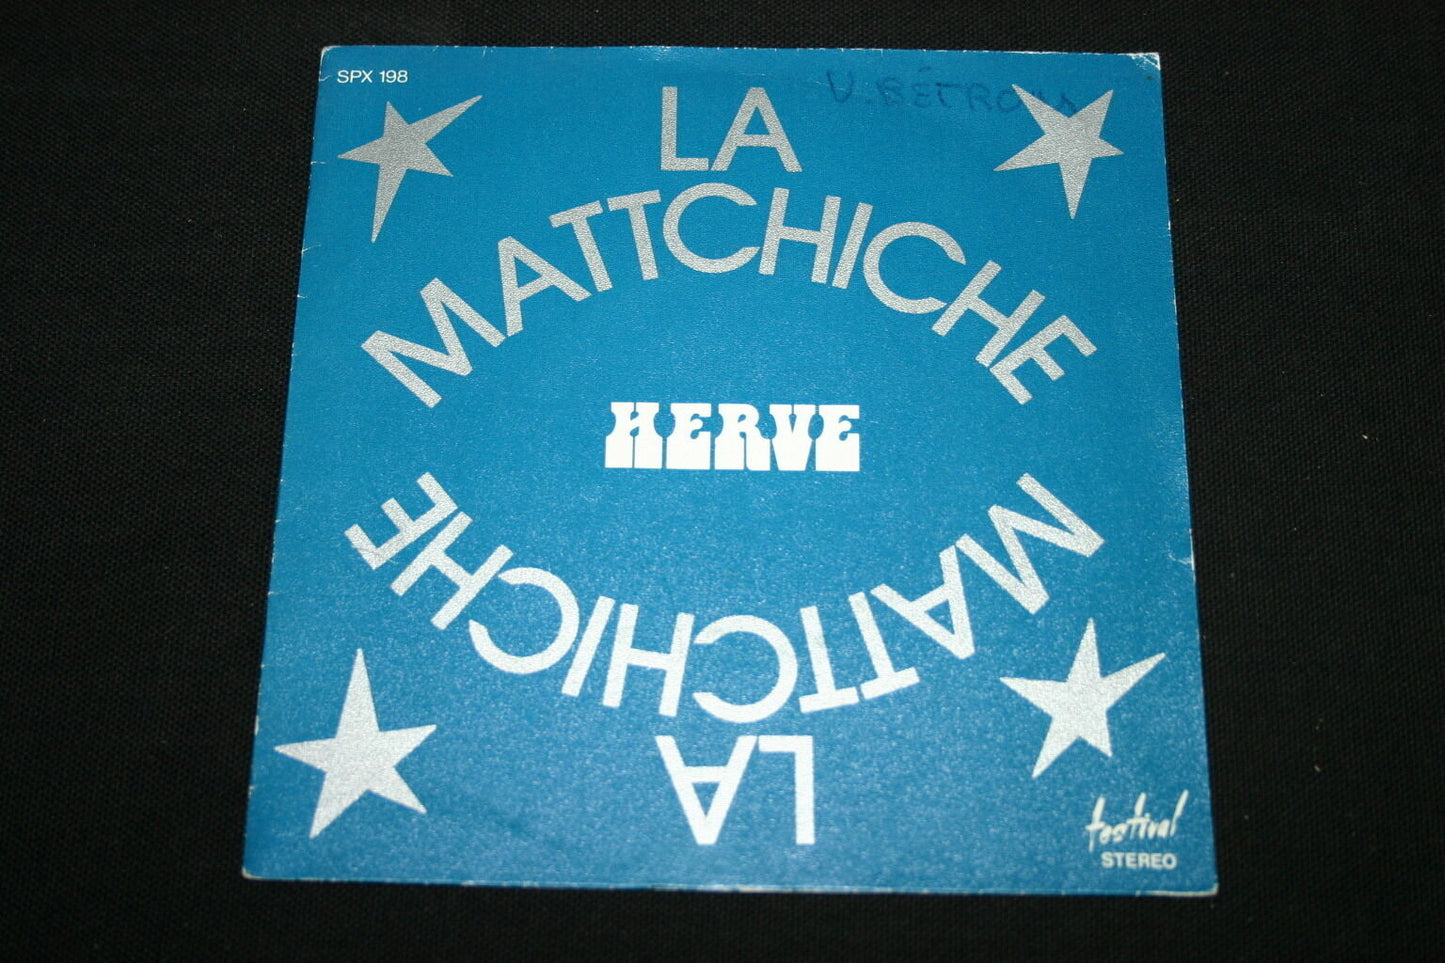 SPX 198
LA
MATTCHICHE
HERVE
MATTCHICHE
LA
festival
STEREO